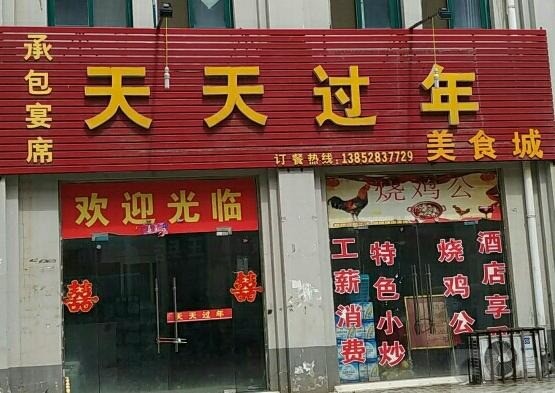 承包宴席
天天过年
订餐热线:13852837729
美食城
欢迎光临
囍
囍
天天过年
烧鸡公
工薪消费
特色小炒
烧鸡公
酒店享